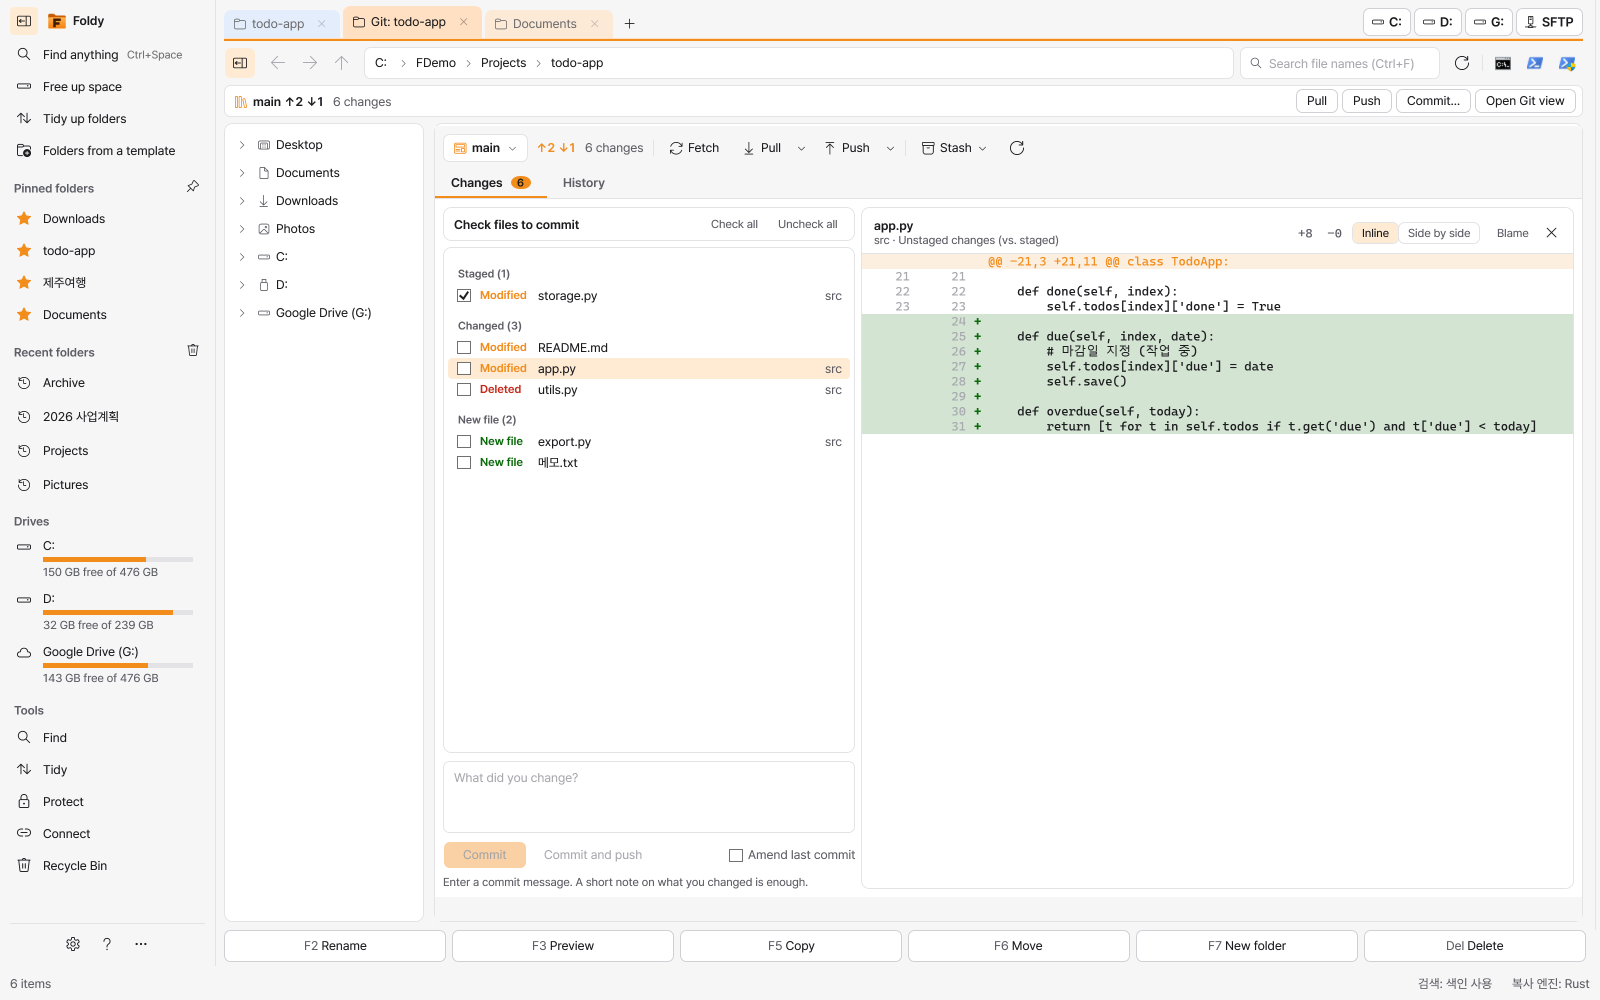 Foldy
Find anything Ctrl+Space
Free up space
Tidy up folders
Folders from a template
Pinned folders
Downloads
todo-app
제주여행
Documents
Recent folders
Archive
2026 사업계획
Projects
Pictures
Drives
C:
150 GB free of 476 GB
D:
32 GB free of 239 GB
Google Drive (G:)
143 GB free of 476 GB
Tools
Find
Tidy
Protect
Connect
Recycle Bin
6 items
todo-app
Git: todo-app
Documents
C:
D:
G:
SFTP
C: FDemo Projects todo-app
Search file names (Ctrl+F)
main ↑2 ↓1 6 changes
Pull
Push
Commit...
Open Git view
Desktop
Documents
Downloads
Photos
C:
D:
Google Drive (G:)
main ↑2 ↓1 6 changes Fetch Pull Push Stash
Changes 6 History
Check files to commit Check all Uncheck all
Staged (1)
Modified storage.py src
Changed (3)
Modified README.md
Modified app.py src
Deleted utils.py src
New file (2)
New file export.py src
New file 메모.txt
What did you change?
Commit Commit and push Amend last commit
Enter a commit message. A short note on what you changed is enough.
app.py
src · Unstaged changes (vs. staged)
+8 −0 Inline Side by side Blame
@@ −21,3 +21,11 @@ class TodoApp:
21 21
22 22 def done(self, index):
23 23 self.todos[index]['done'] = True
24 +
25 + def due(self, index, date):
26 + # 마감일 지정 (작업 중)
27 + self.todos[index]['due'] = date
28 + self.save()
29 +
30 + def overdue(self, today):
31 + return [t for t in self.todos if t.get('due') and t['due'] < today]
F2 Rename
F3 Preview
F5 Copy
F6 Move
F7 New folder
Del Delete
검색: 색인 사용 복사 엔진: Rust